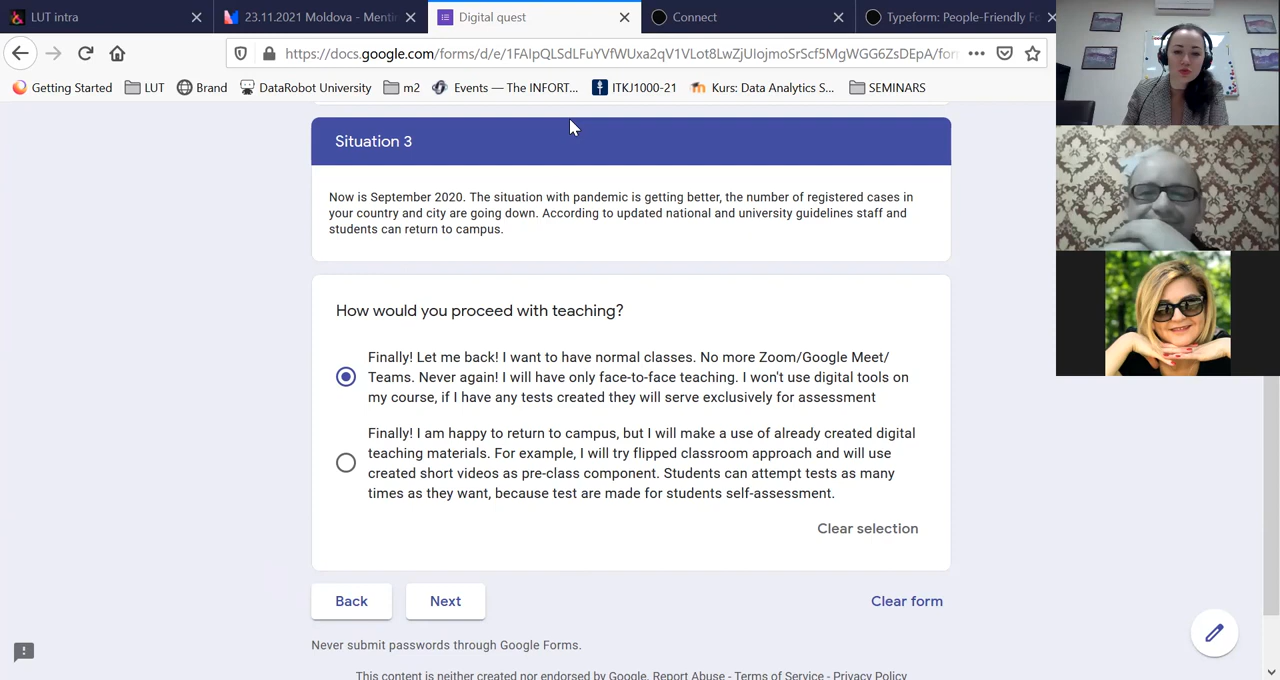 LUT intra
23.11.2021 Moldova - Mentin
Digital quest
Connect
Typeform: People-Friendly Fo
https://docs.google.com/forms/d/e/1FAIpQLSdLFuYVfWUxa2qV1VLot8LwZjUIojmoSrScf5MgWGG6ZsDEpA/for
Getting Started
LUT
Brand
DataRobot University
m2
Events — The INFORT...
ITKJ1000-21
Kurs: Data Analytics S...
SEMINARS
Situation 3
Now is September 2020. The situation with pandemic is getting better, the number of registered cases in
your country and city are going down. According to updated national and university guidelines staff and
students can return to campus.
How would you proceed with teaching?
Finally! Let me back! I want to have normal classes. No more Zoom/Google Meet/
Teams. Never again! I will have only face-to-face teaching. I won't use digital tools on
my course, if I have any tests created they will serve exclusively for assessment
Finally! I am happy to return to campus, but I will make a use of already created digital
teaching materials. For example, I will try flipped classroom approach and will use
created short videos as pre-class component. Students can attempt tests as many
times as they want, because test are made for students self-assessment.
Clear selection
Back
Next
Clear form
Never submit passwords through Google Forms.
This content is neither created nor endorsed by Google. Report Abuse - Terms of Service - Privacy Policy